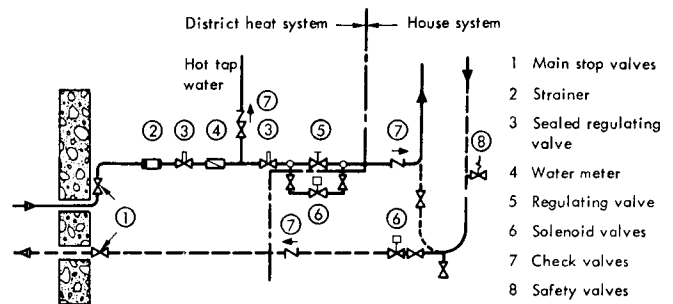 District heat system
House system
Hot tap
water
7
2
3
4
3
5
7
8
1
6
7
6
1 Main stop valves
2 Strainer
3 Sealed regulating
valve
4 Water meter
5 Regulating valve
6 Solenoid valves
7 Check valves
8 Safety valves